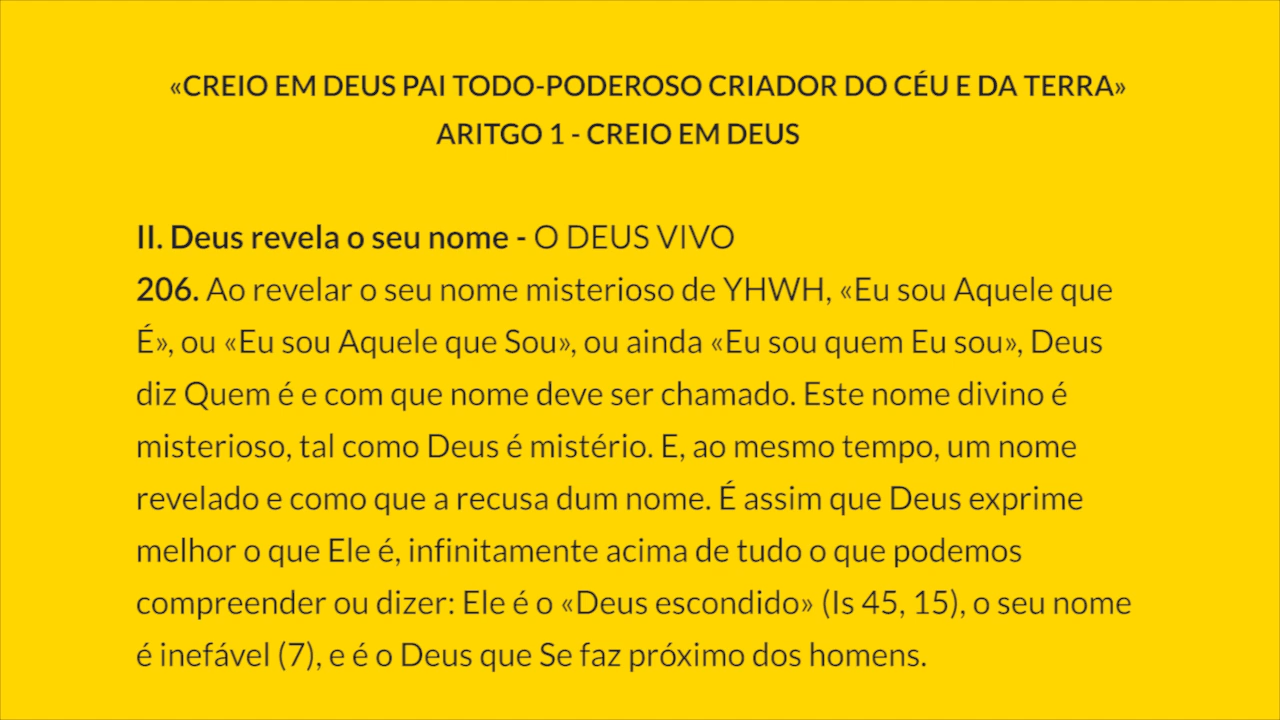 «CREIO EM DEUS PAI TODO-PODEROSO CRIADOR DO CÉU E DA TERRA»
ARITGO 1 - CREIO EM DEUS
II. Deus revela o seu nome - O DEUS VIVO
206. Ao revelar o seu nome misterioso de YHWH, «Eu sou Aquele que
É», ou «Eu sou Aquele que Sou», ou ainda «Eu sou quem Eu sou», Deus
diz Quem é e com que nome deve ser chamado. Este nome divino é
misterioso, tal como Deus é mistério. E, ao mesmo tempo, um nome
revelado e como que a recusa dum nome. É assim que Deus exprime
melhor o que Ele é, infinitamente acima de tudo o que podemos
compreender ou dizer: Ele é o «Deus escondido» (Is 45, 15), o seu nome
é inefável (7), e é o Deus que Se faz próximo dos homens.